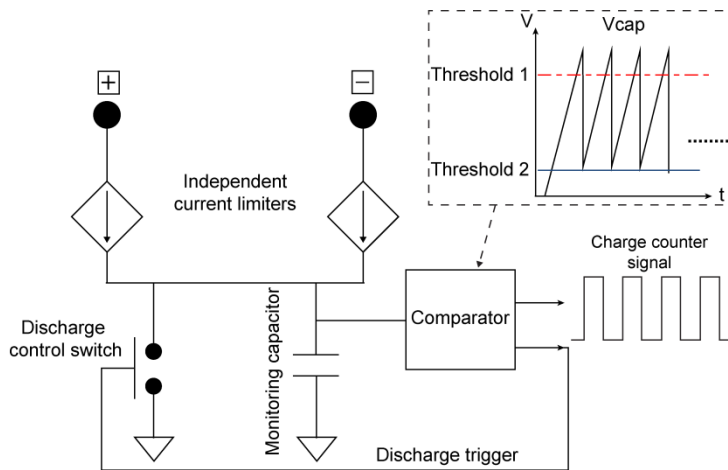 V
Vcap
Threshold 1
Threshold 2
t
+
−
Independent
current limiters
Charge counter
signal
Discharge
control switch
Monitoring capacitor
Comparator
Discharge trigger